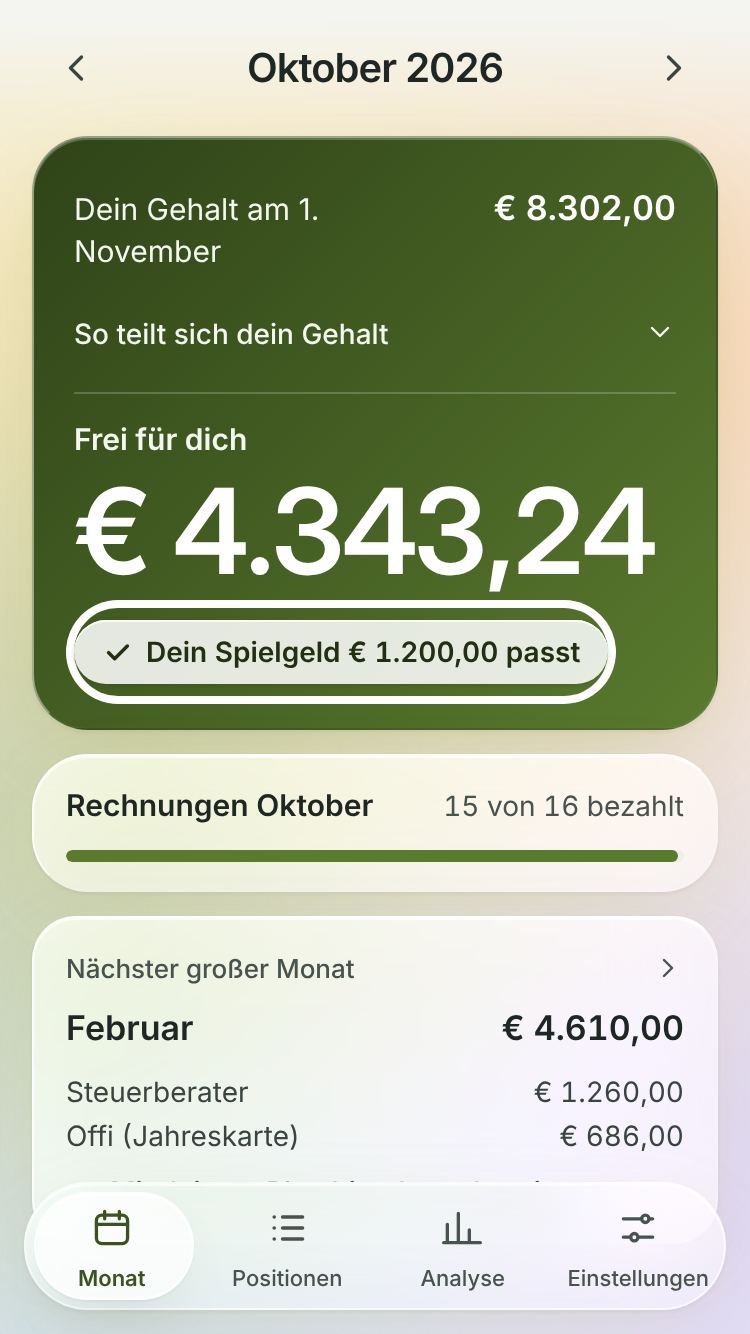 Oktober 2026
Dein Gehalt am 1. November
€ 8.302,00
So teilt sich dein Gehalt
Frei für dich
€ 4.343,24
Dein Spielgeld € 1.200,00 passt
Rechnungen Oktober
15 von 16 bezahlt
Nächster großer Monat
Februar
€ 4.610,00
Steuerberater
€ 1.260,00
Offi (Jahreskarte)
€ 686,00
Monat
Positionen
Analyse
Einstellungen